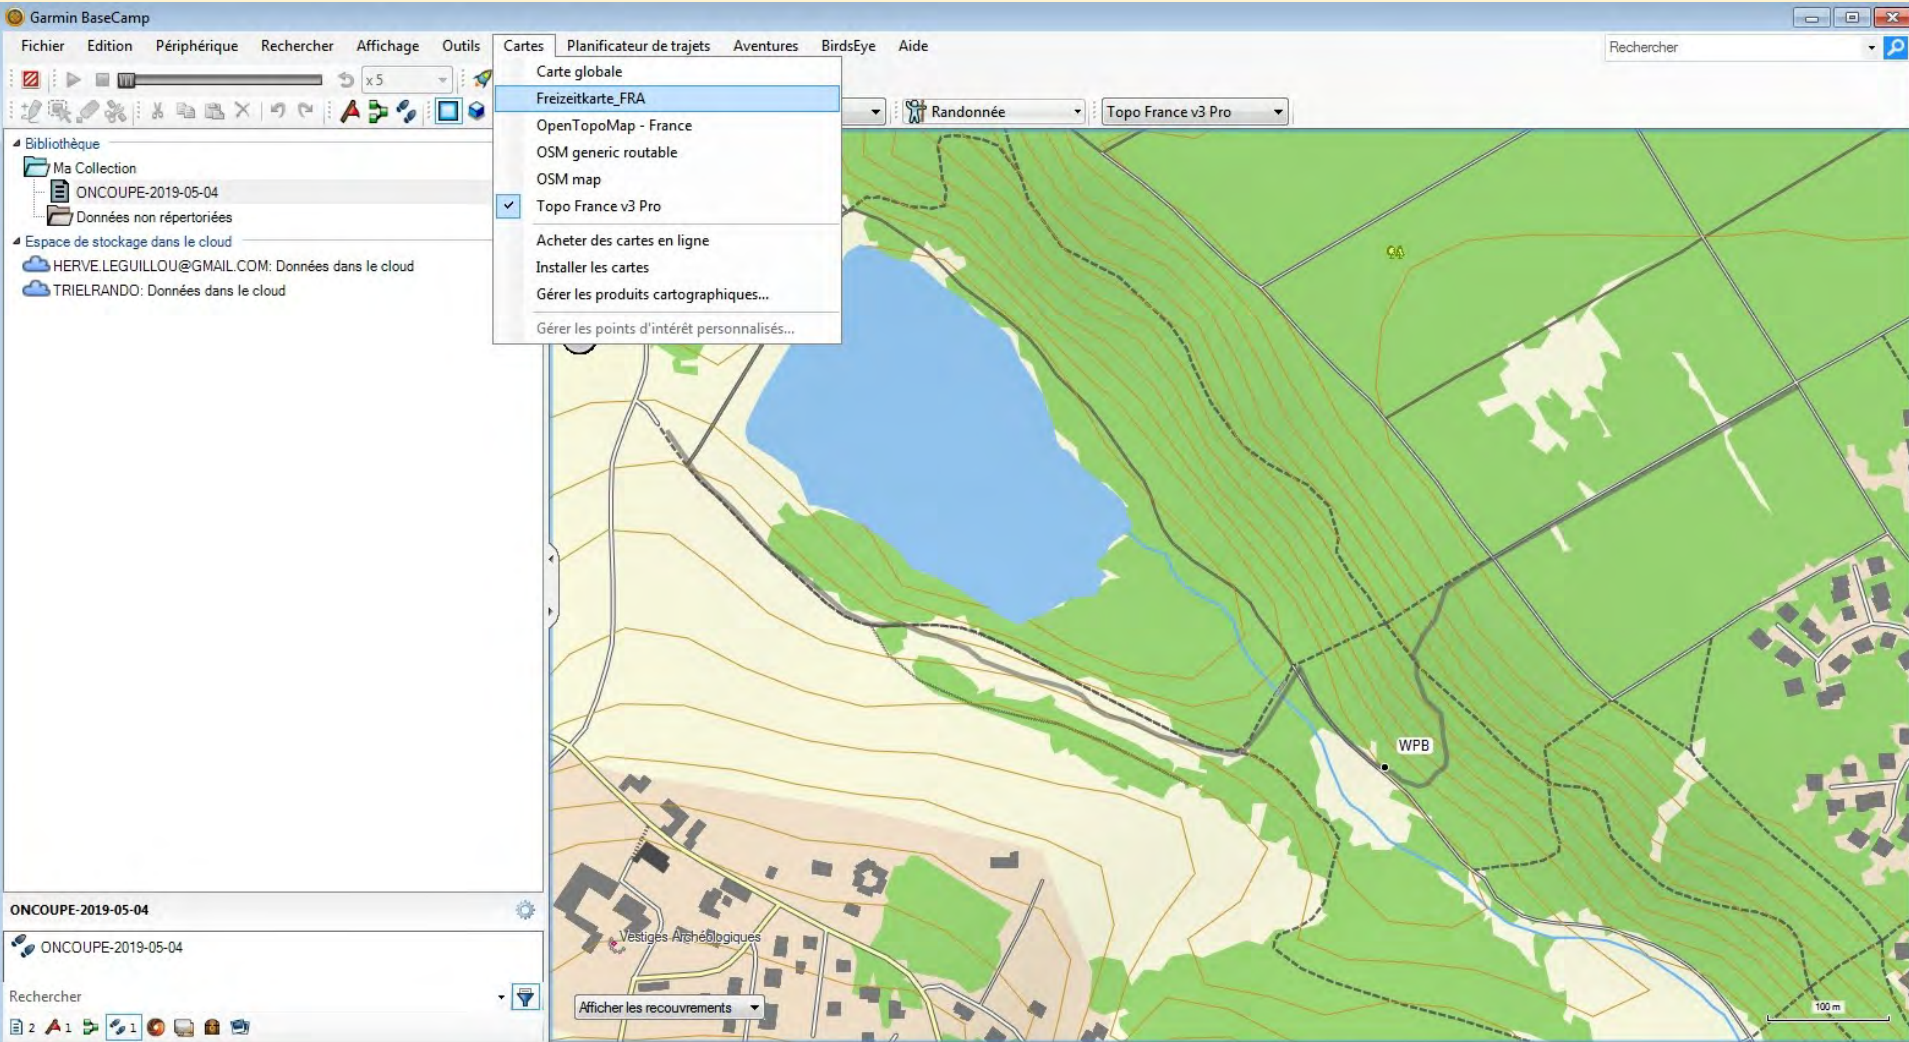 Garmin BaseCamp
Fichier Edition Périphérique Rechercher Affichage Outils Cartes Planificateur de trajets Aventures BirdsEye Aide
Rechercher
x 5
Carte globale
Freizeitkarte_FRA
OpenTopoMap - France
OSM generic routable
OSM map
Topo France v3 Pro
Acheter des cartes en ligne
Installer les cartes
Gérer les produits cartographiques...
Gérer les points d'intérêt personnalisés...
Randonnée
Topo France v3 Pro
Bibliothèque
Ma Collection
ONCOUPE-2019-05-04
Données non répertoriées
Espace de stockage dans le cloud
HERVE.LEGUILLOU@GMAIL.COM: Données dans le cloud
TRIELRANDO: Données dans le cloud
WPB
Vestiges Archéologiques
Afficher les recouvrements
100 m
ONCOUPE-2019-05-04
ONCOUPE-2019-05-04
Rechercher
2 1 1